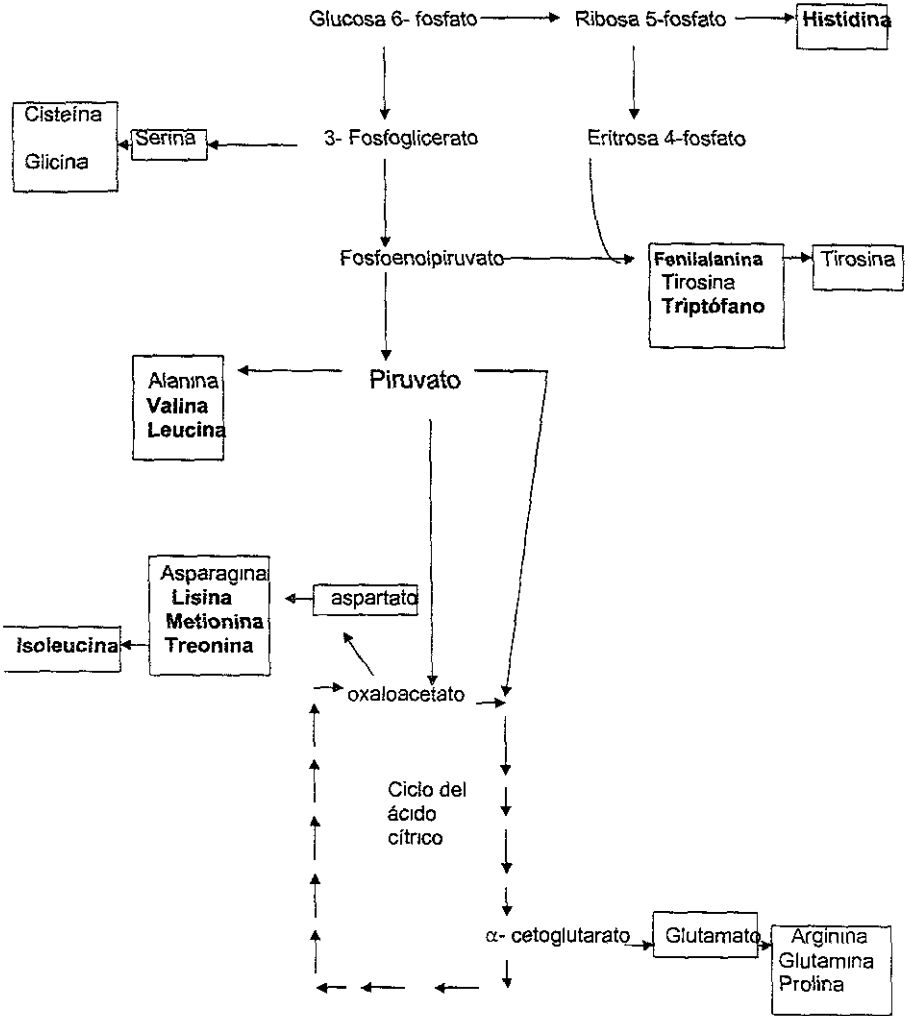 Glucosa 6- fosfato
Ribosa 5-fosfato
Histidina
Cisteína
Glicina
Serina
3- Fosfoglicerato
Eritrosa 4-fosfato
Fosfoenolpiruvato
Fenilalanina
Tirosina
Triptófano
Tirosina
Piruvato
Alanina
Valina
Leucina
Asparagina
Lisina
Metionina
Treonina
aspartato
Isoleucina
oxaloacetato
Ciclo del
ácido
cítrico
α- cetoglutarato
Glutamato
Arginina
Glutamina
Prolina